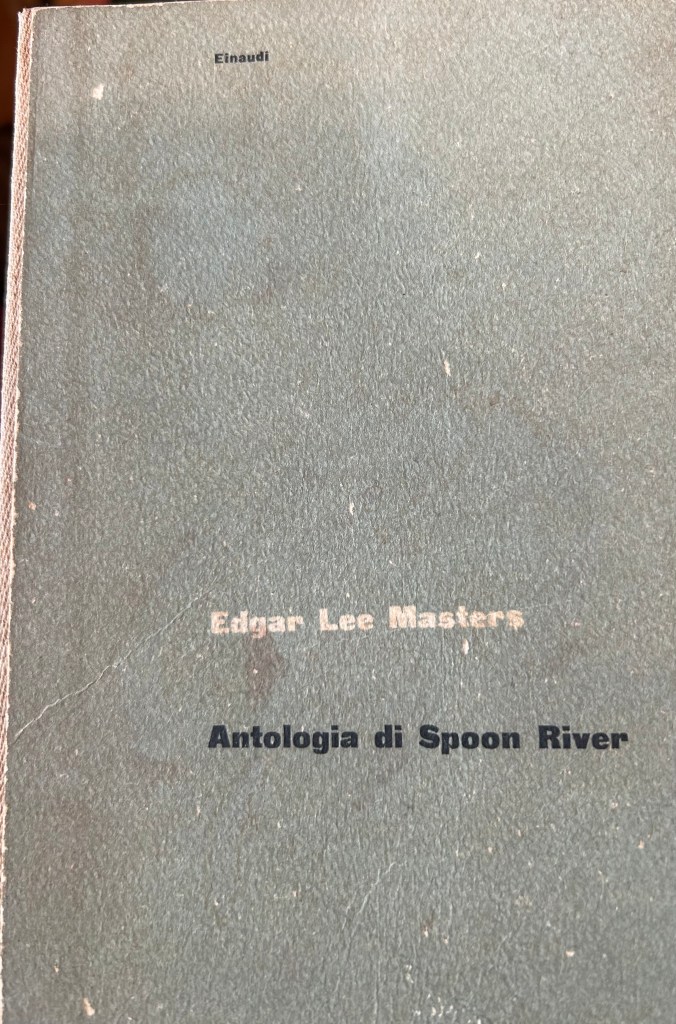 Einaudi
Edgar Lee Masters
Antologia di Spoon River